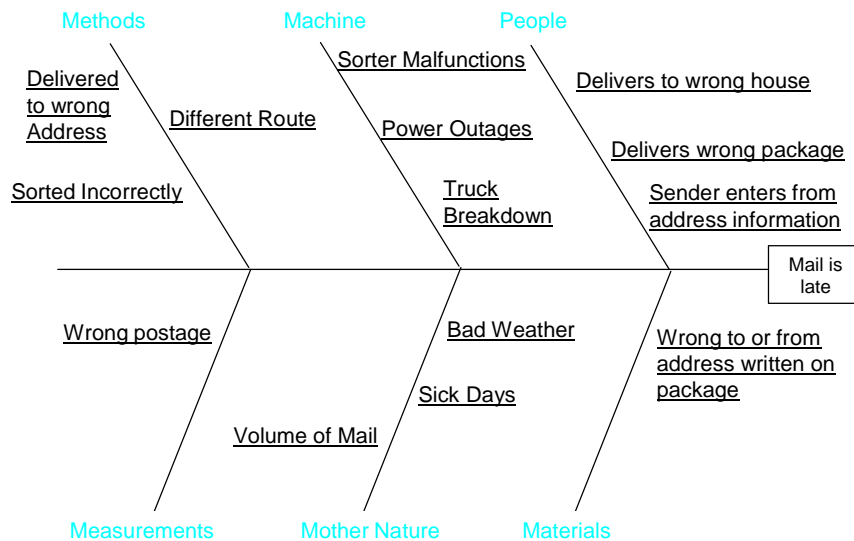 Methods
Machine
People
Sorter Malfunctions
Delivered
to wrong
Address
Delivers to wrong house
Different Route
Power Outages
Delivers wrong package
Sorted Incorrectly
Truck
Breakdown
Sender enters from
address information
Mail is
late
Wrong postage
Bad Weather
Wrong to or from
address written on
package
Sick Days
Volume of Mail
Measurements
Mother Nature
Materials